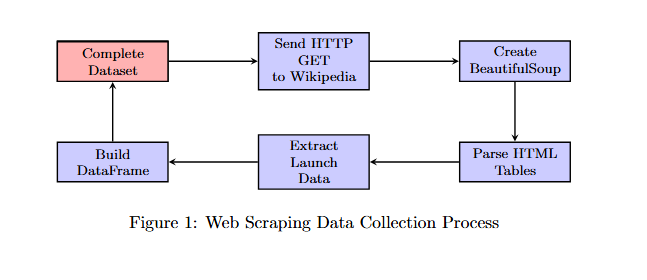 Complete
Dataset
Send HTTP
GET
to Wikipedia
Create
BeautifulSoup
Build
DataFrame
Extract
Launch
Data
Parse HTML
Tables
Figure 1: Web Scraping Data Collection Process